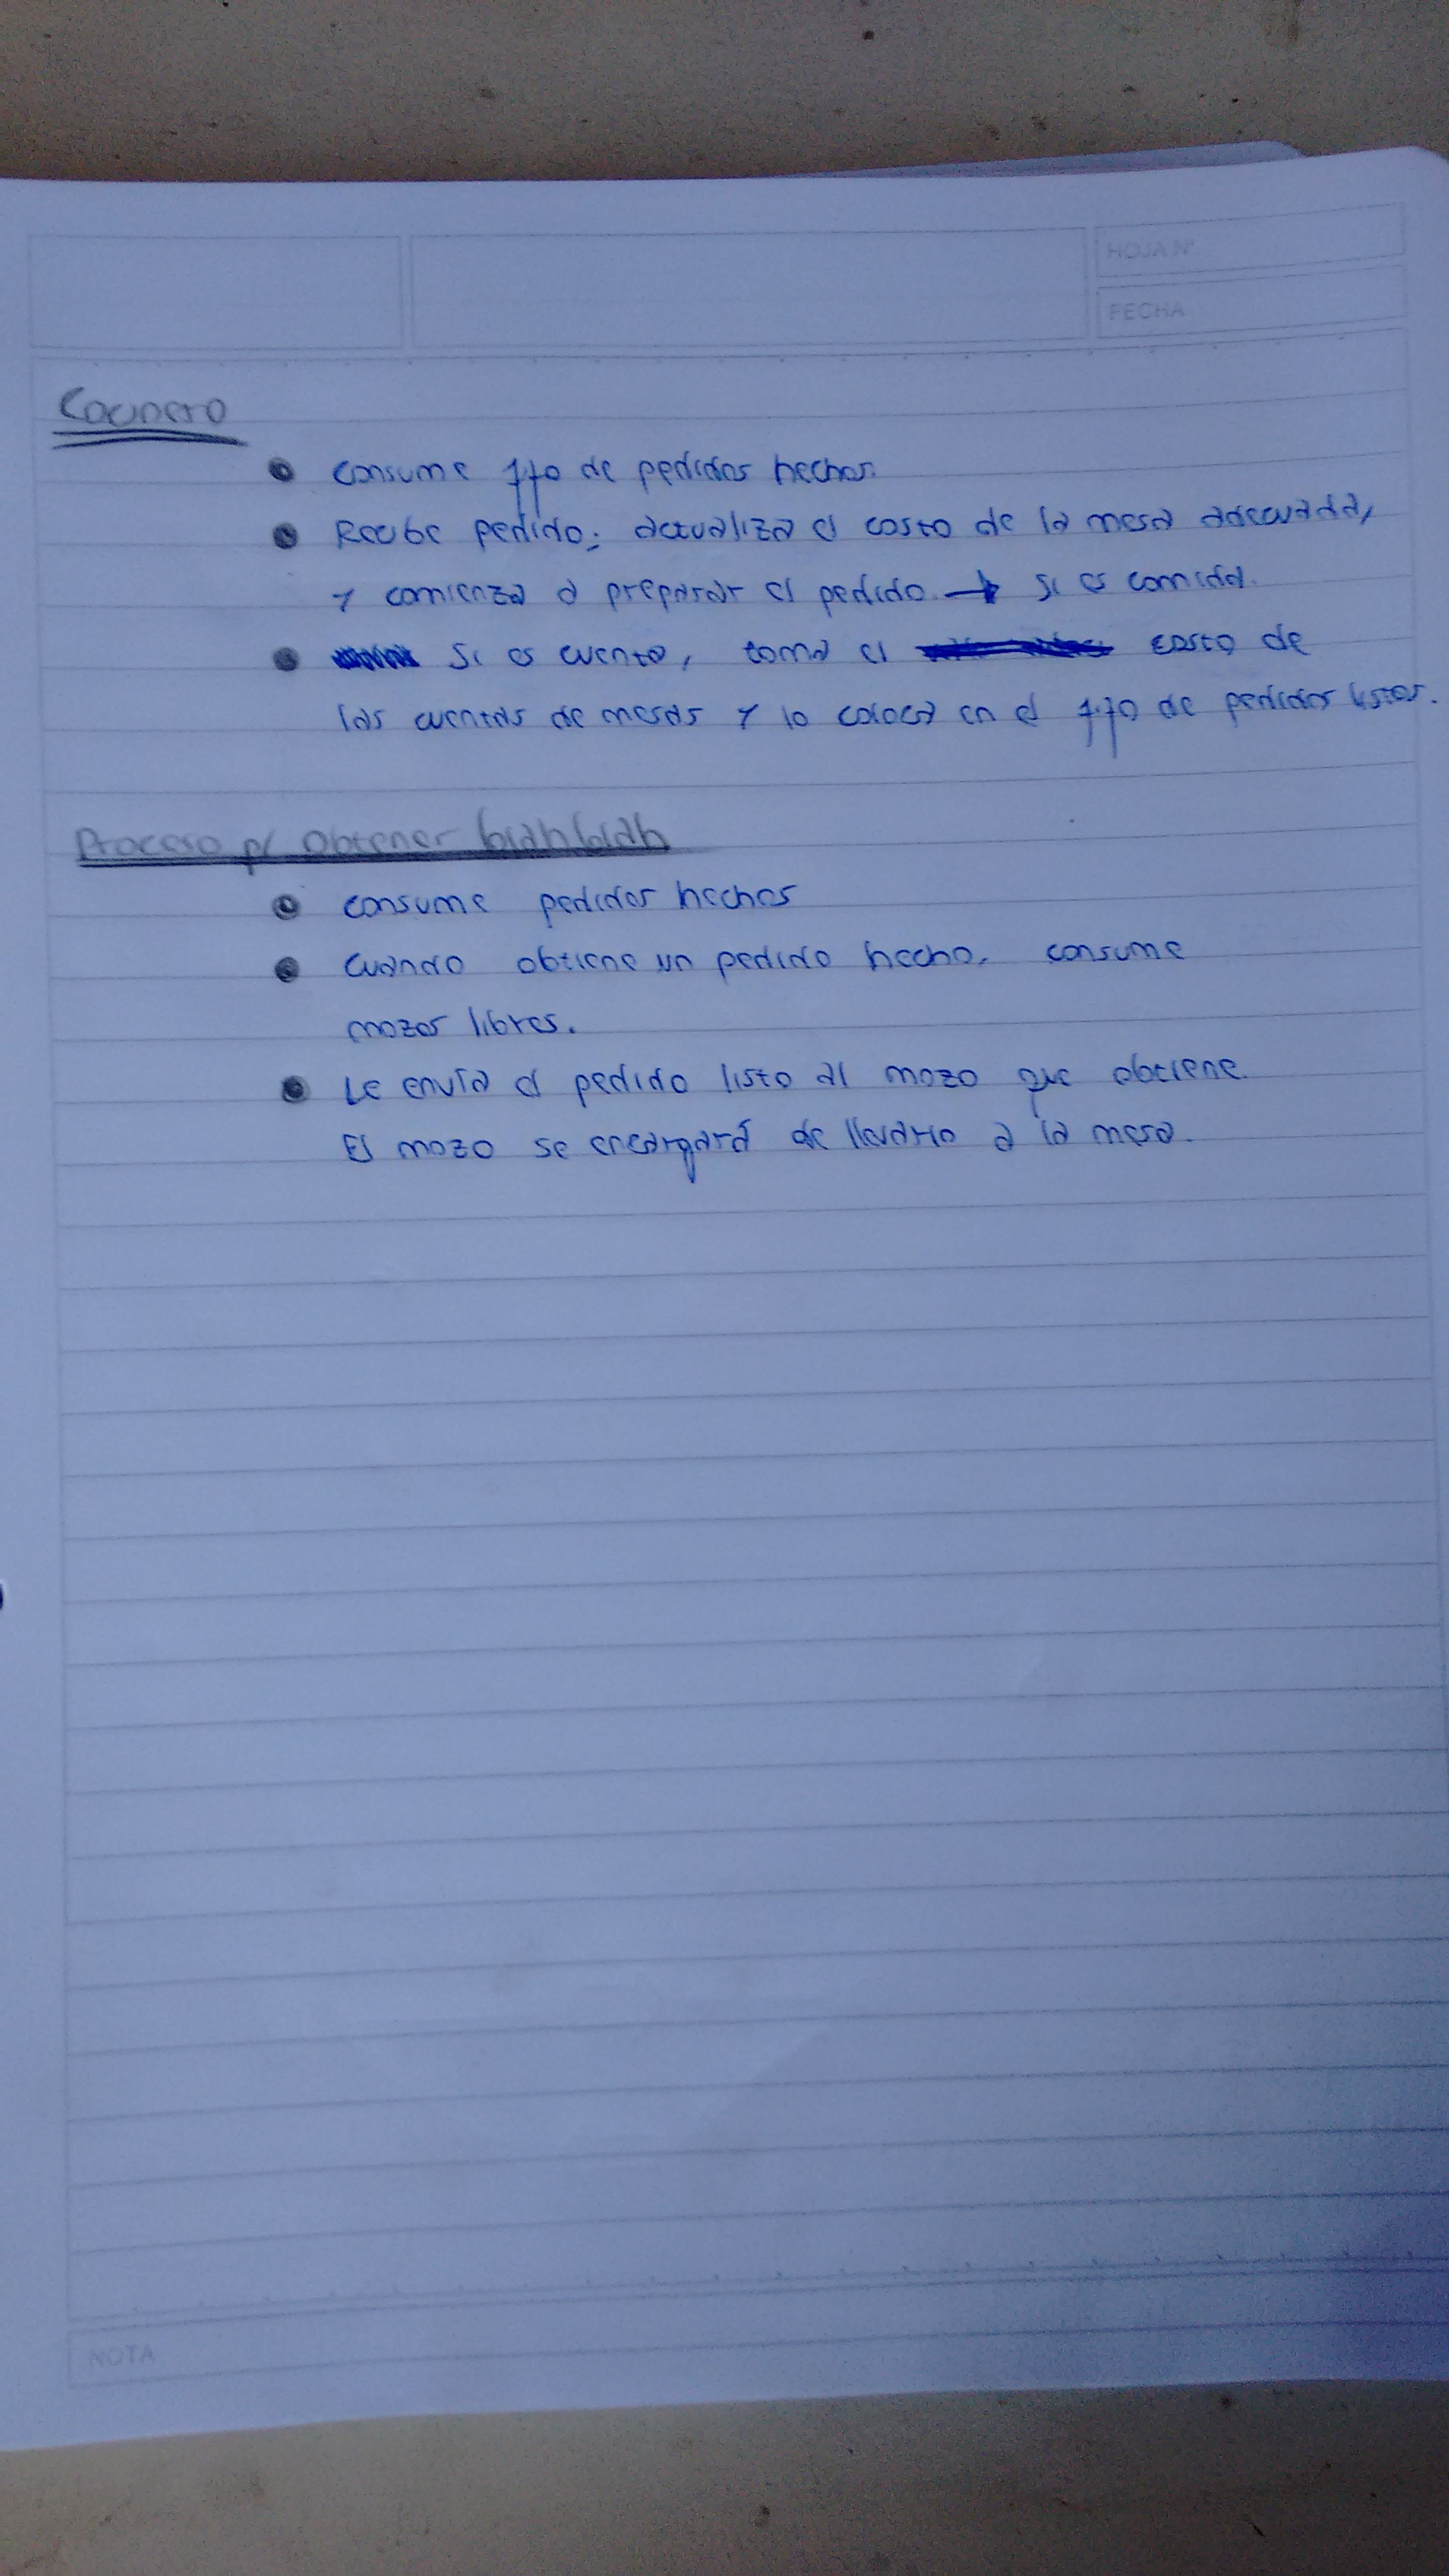 HOJA Nº
FECHA
Cocinero
consume fifo de pedidos hechos.
Recibe pedido; actualiza el costo de la mesa adecuada,
y comienza a preparar el pedido → si es comida.
Si es cuenta, toma el costo de
las cuentas de mesas y lo coloca en el fifo de pedidos listos.
Proceso p/ obtener blahblah
consume pedidos hechos
Cuando obtiene un pedido hecho, consume
mozos libres.
Le envía el pedido listo al mozo que obtiene.
El mozo se encargará de llevarlo a la mesa.
NOTA